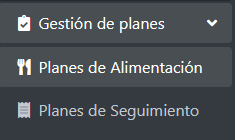 Gestión de planes
Planes de Alimentación
Planes de Seguimiento